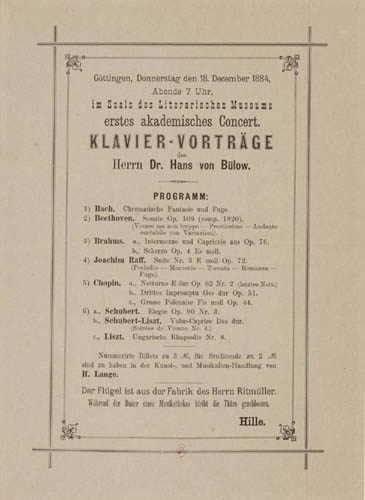 Göttingen, Donnerstag den 18. December 1884,
Abends 7 Uhr,
im Saale des Literarischen Museums
erstes akademisches Concert.
KLAVIER-VORTRÄGE
des
Herrn Dr. Hans von Bülow.
PROGRAMM:
1) Bach. Chromatische Fantasie und Fuge.
2) Beethoven. Sonate Op. 109 (comp. 1820).
(Vivace ma non troppo — Prestissimo — Andante
cantabile con Variazioni).
3) Brahms. a., Intermezzo und Capriccio aus Op. 76.
b., Scherzo Op. 4 Es moll.
4) Joachim Raff. Suite Nr. 3 E moll Op. 72.
(Preludio — Minuetto — Toccata — Romanza —
Fuga).
5) Chopin. a., Notturno E dur Op. 62 Nr. 2 (letztes Nott.)
b., Drittes Impromptu Ges dur Op. 51.
c., Grosse Polonaise Fis moll Op. 44.
6) a., Schubert. Elegie Op. 90 Nr. 3.
b., Schubert-Liszt, Valse-Caprice Des dur.
(Soirées de Vienne Nr. 4.)
c., Liszt. Ungarische Rhapsodie Nr. 8.
Nummerirte Billets zu 3 M, für Studirende zu 2 M
sind zu haben in der Kunst-, und Musikalien-Handlung von
H. Lange.
Der Flügel ist aus der Fabrik des Herrn Ritmüller.
Während der Dauer eines Musikstückes bleibt die Thüre geschlossen.
Hille.